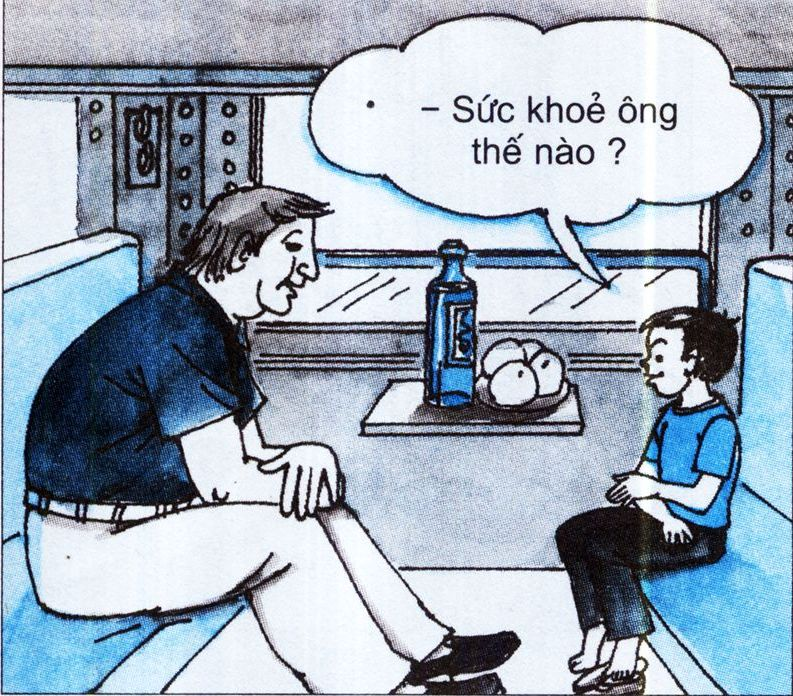 – Sức khoẻ ông
thế nào ?